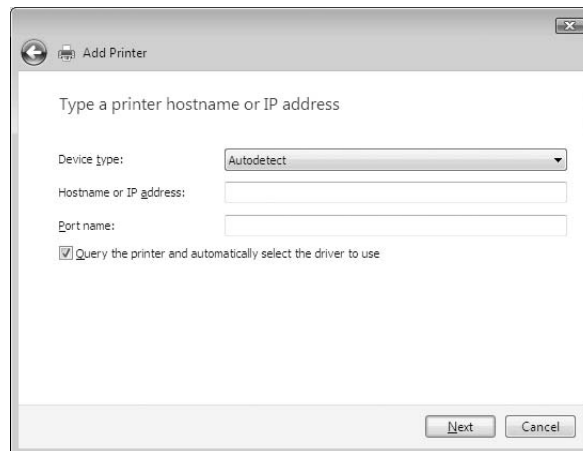 Add Printer
Type a printer hostname or IP address
Device type:
Autodetect
Hostname or IP address:
Port name:
Query the printer and automatically select the driver to use
Next
Cancel